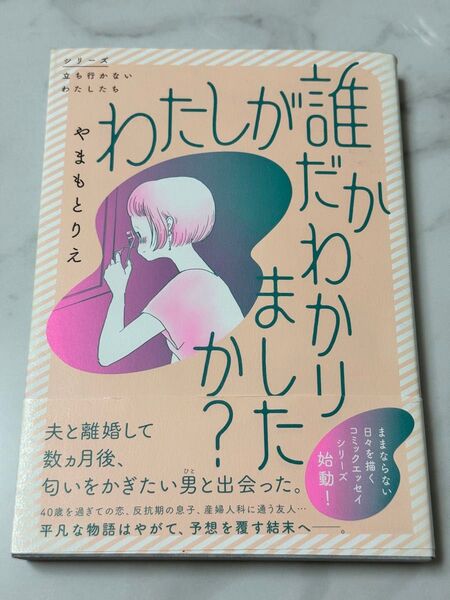 シリーズ
立ち行かない
わたしたち
わたしが
誰だか
わかり
ました
か?
やまもとりえ
ままならない
日々を描く
コミックエッセイ
シリーズ
始動!
夫と離婚して
数ヵ月後、
匂いをかぎたい男と出会った。
ひと
40歳を過ぎての恋、反抗期の息子、産婦人科に通う友人…
平凡な物語はやがて、予想を覆す結末へ――。